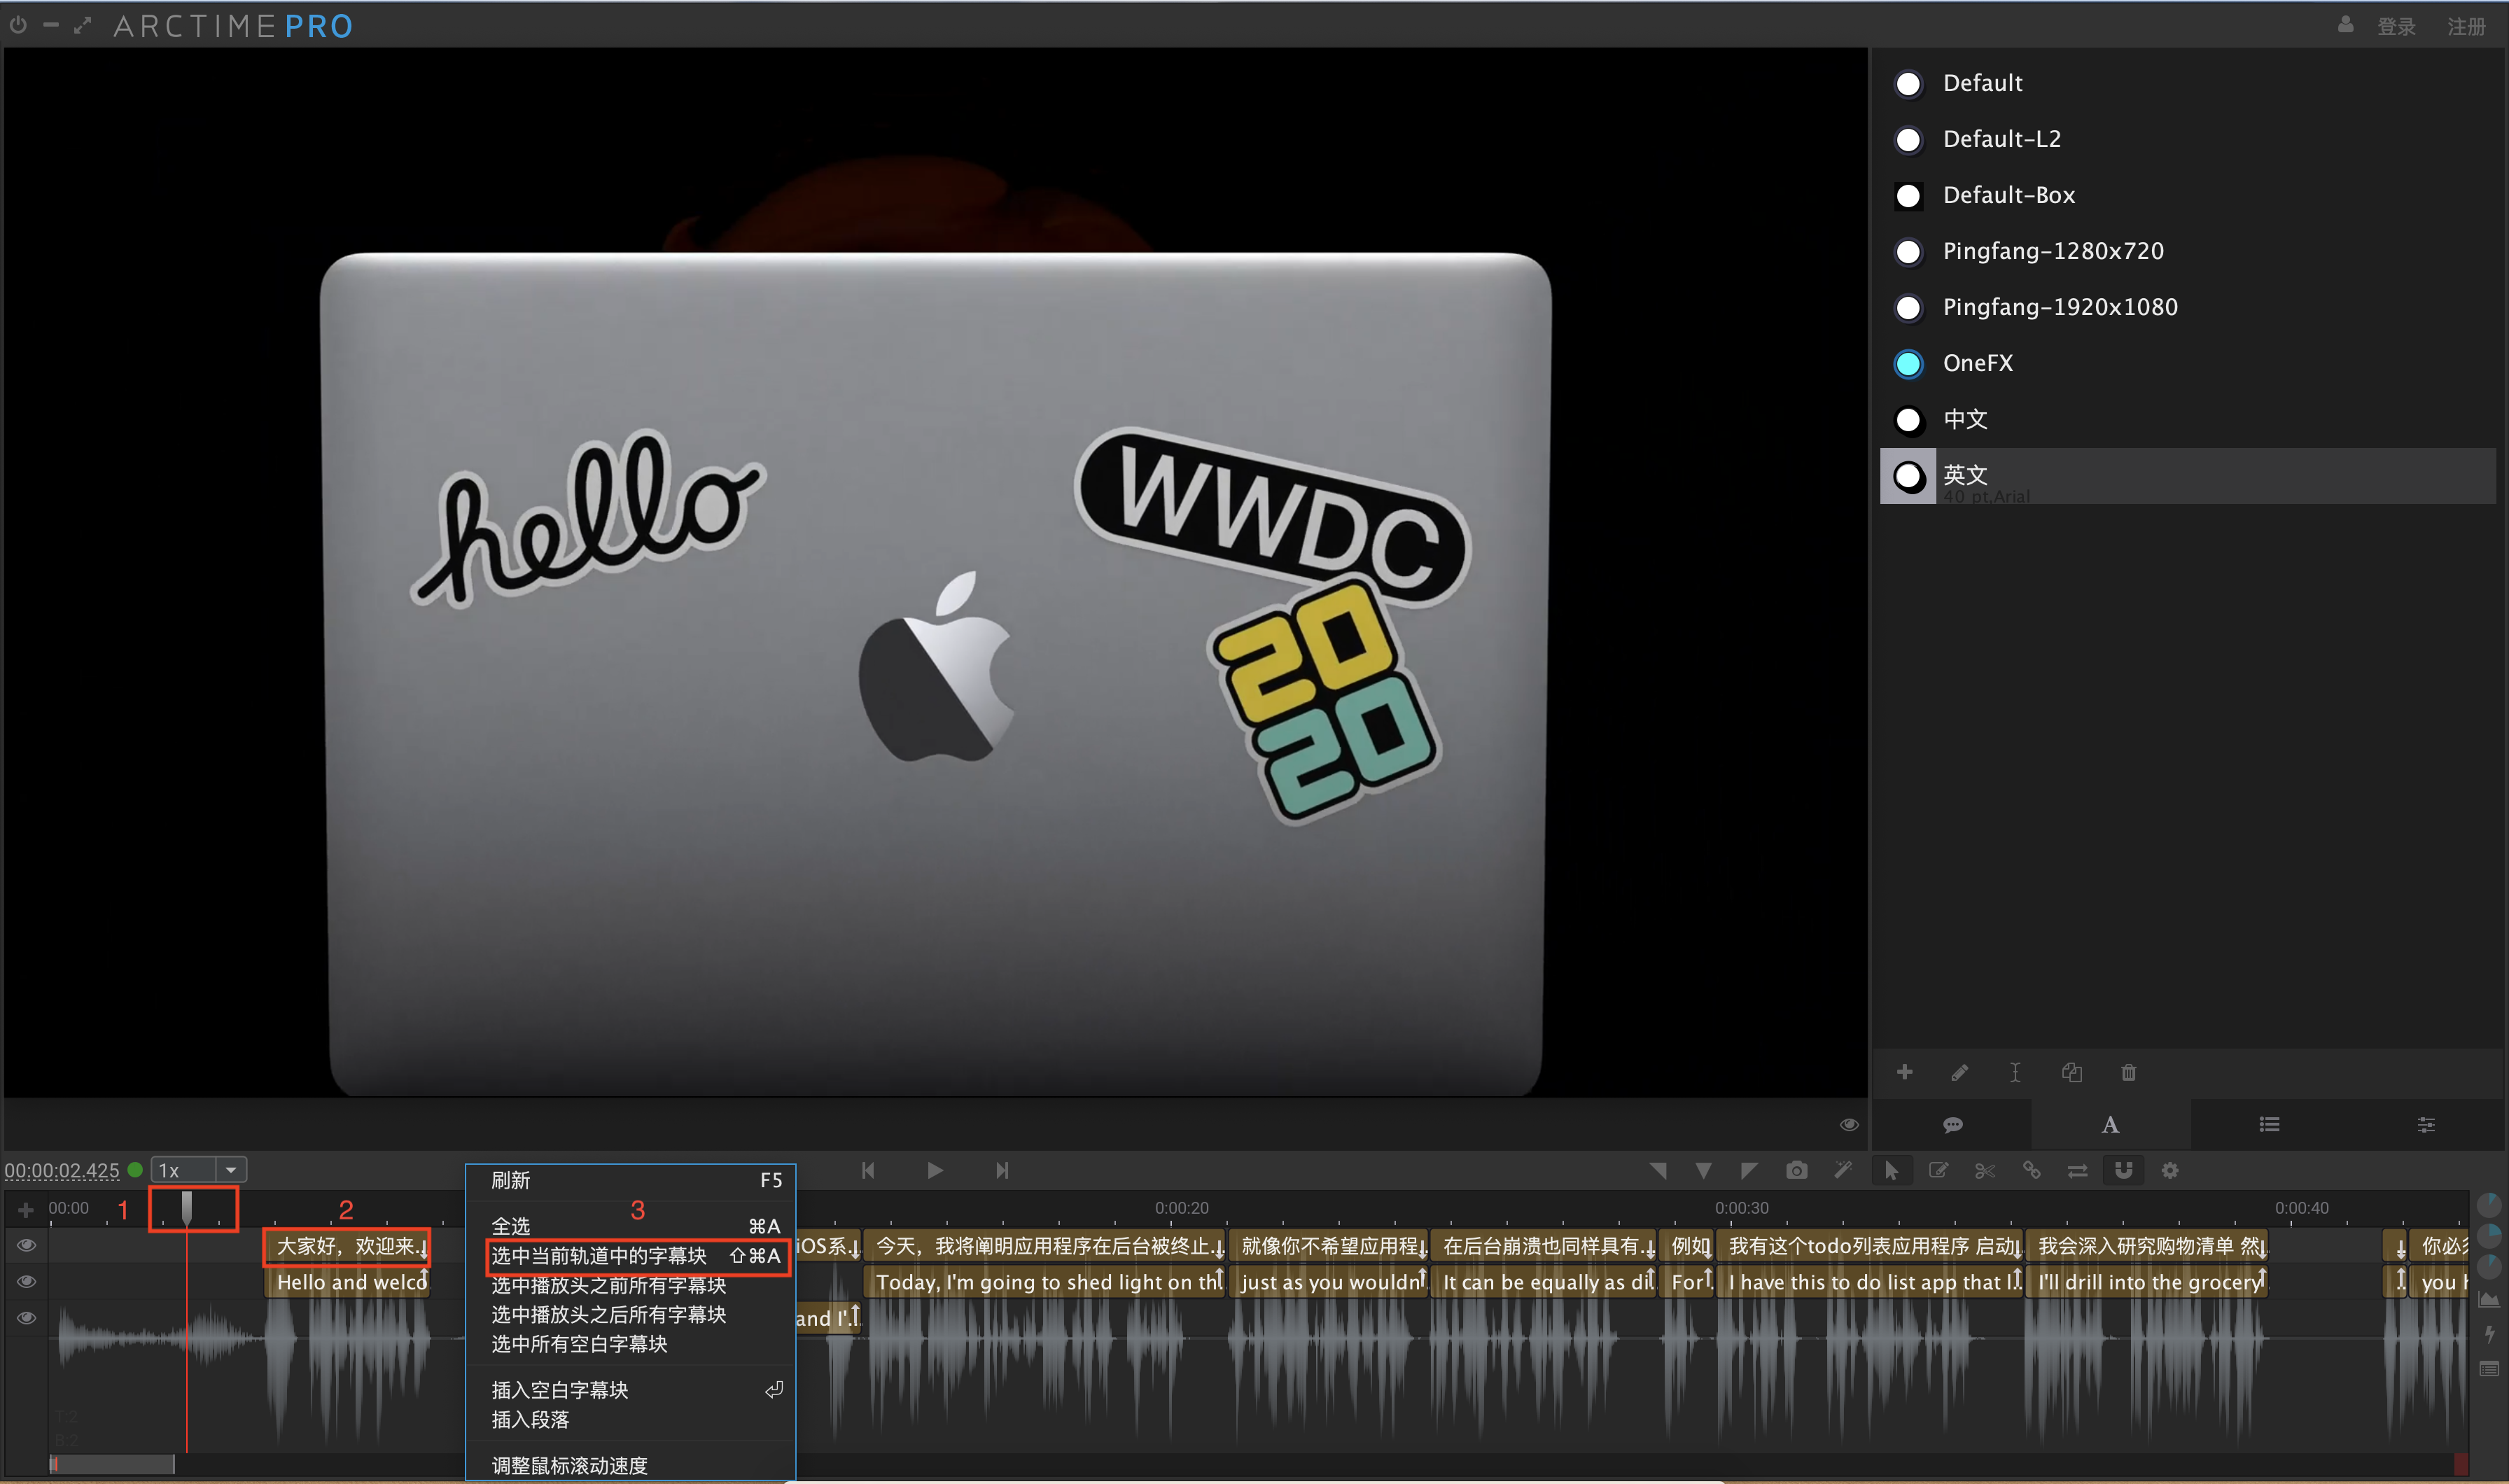 ARCTIME PRO
登录 注册
hello
WWDC
20
20
Default
Default-L2
Default-Box
Pingfang-1280x720
Pingfang-1920x1080
OneFX
中文
英文
40 pt,Arial
A
00:00:02.425 1x
00:00 1 2 0:00:20 0:00:30 0:00:40
刷新 F5
3
全选 ⌘A
选中当前轨道中的字幕块 ⇧⌘A
选中播放头之前所有字幕块
选中播放头之后所有字幕块
选中所有空白字幕块
插入空白字幕块
插入段落
调整鼠标滚动速度
大家好，欢迎来.. iOS系.. 今天，我将阐明应用程序在后台被终止.. 就像你不希望应用程 在后台崩溃也同样具有.. 例如 我有这个todo列表应用程序 启动 我会深入研究购物清单 然 你必
Hello and welco Today, I'm going to shed light on th just as you wouldn' It can be equally as di For I have this to do list app that l.. I'll drill into the grocery you
and I'..
T:2
B:2